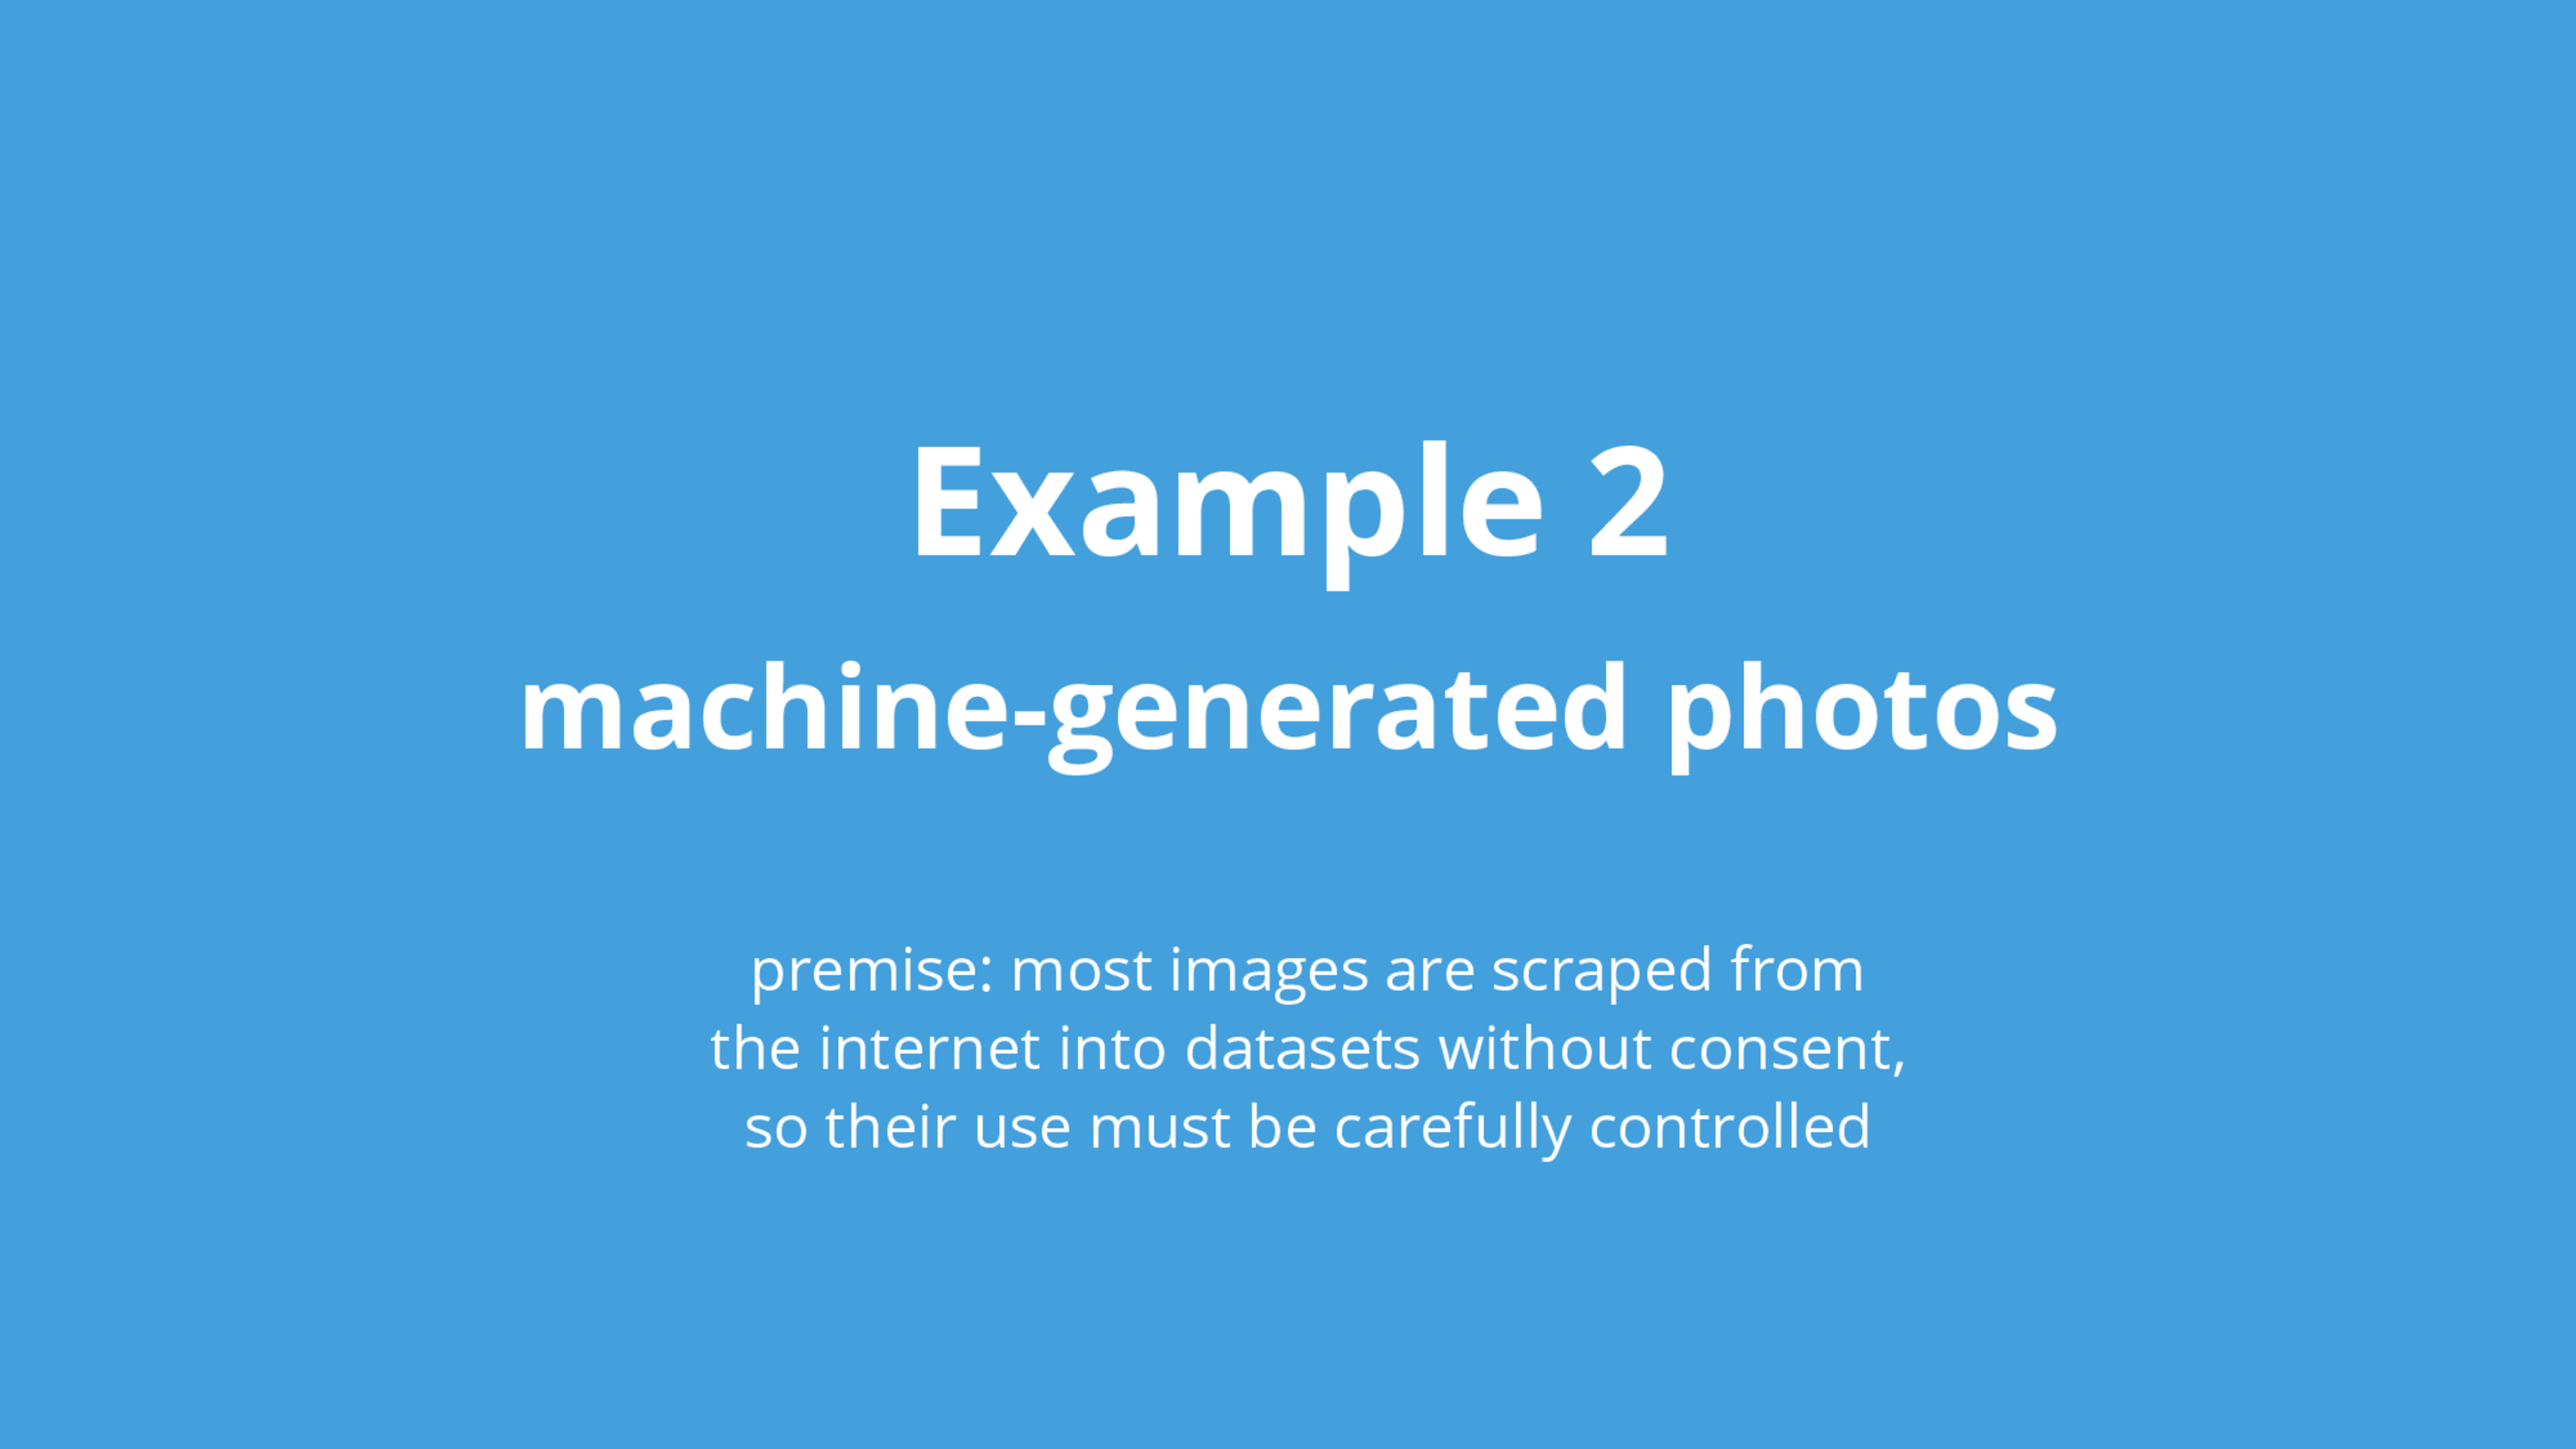 Example 2
machine-generated photos
premise: most images are scraped from
the internet into datasets without consent,
so their use must be carefully controlled